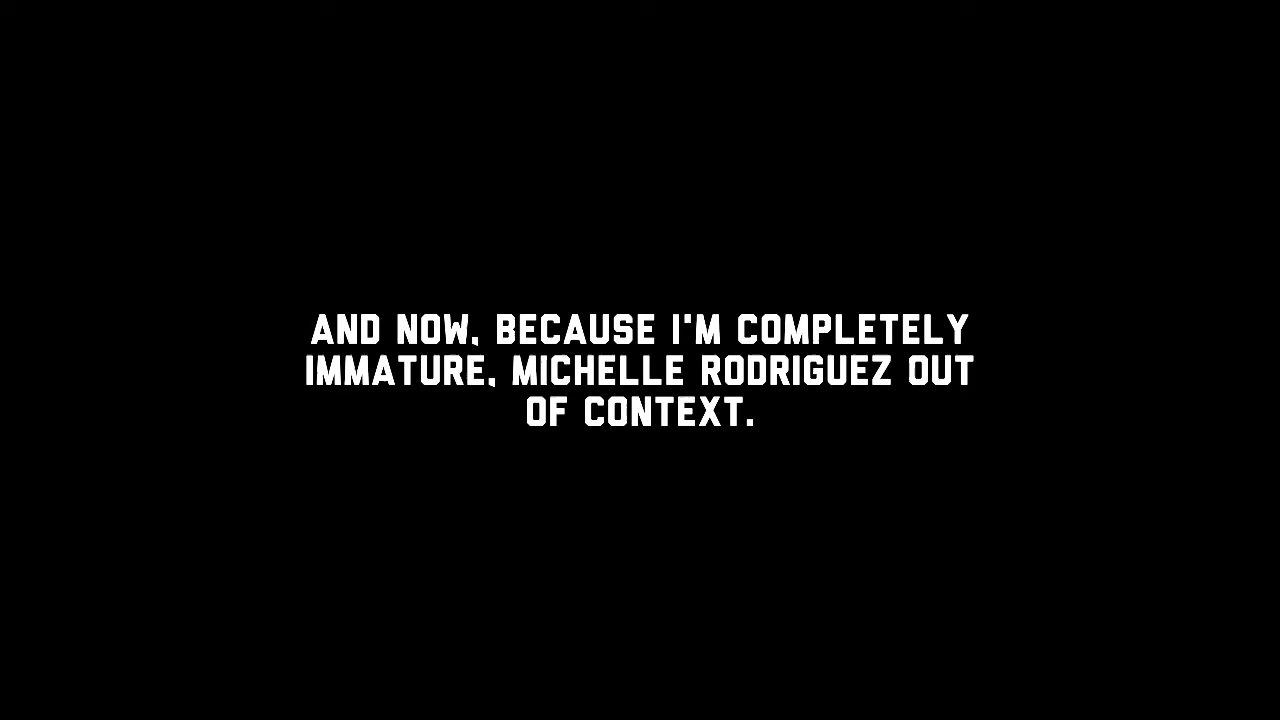 AND NOW, BECAUSE I'M COMPLETELY
IMMATURE, MICHELLE RODRIGUEZ OUT
OF CONTEXT.